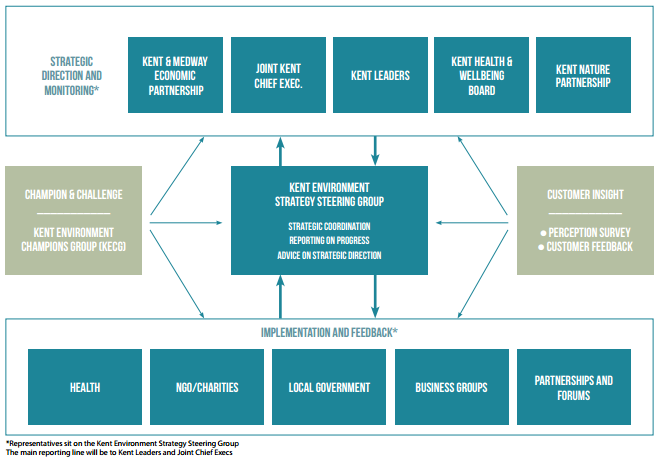 STRATEGIC
DIRECTION AND
MONITORING*
KENT & MEDWAY
ECONOMIC
PARTNERSHIP
JOINT KENT
CHIEF EXEC.
KENT LEADERS
KENT HEALTH &
WELLBEING
BOARD
KENT NATURE
PARTNERSHIP
CHAMPION & CHALLENGE
KENT ENVIRONMENT
CHAMPIONS GROUP (KECG)
KENT ENVIRONMENT
STRATEGY STEERING GROUP
STRATEGIC COORDINATION
REPORTING ON PROGRESS
ADVICE ON STRATEGIC DIRECTION
CUSTOMER INSIGHT
● PERCEPTION SURVEY
● CUSTOMER FEEDBACK
IMPLEMENTATION AND FEEDBACK*
HEALTH
NGO/CHARITIES
LOCAL GOVERNMENT
BUSINESS GROUPS
PARTNERSHIPS AND
FORUMS
*Representatives sit on the Kent Environment Strategy Steering Group
The main reporting line will be to Kent Leaders and Joint Chief Execs